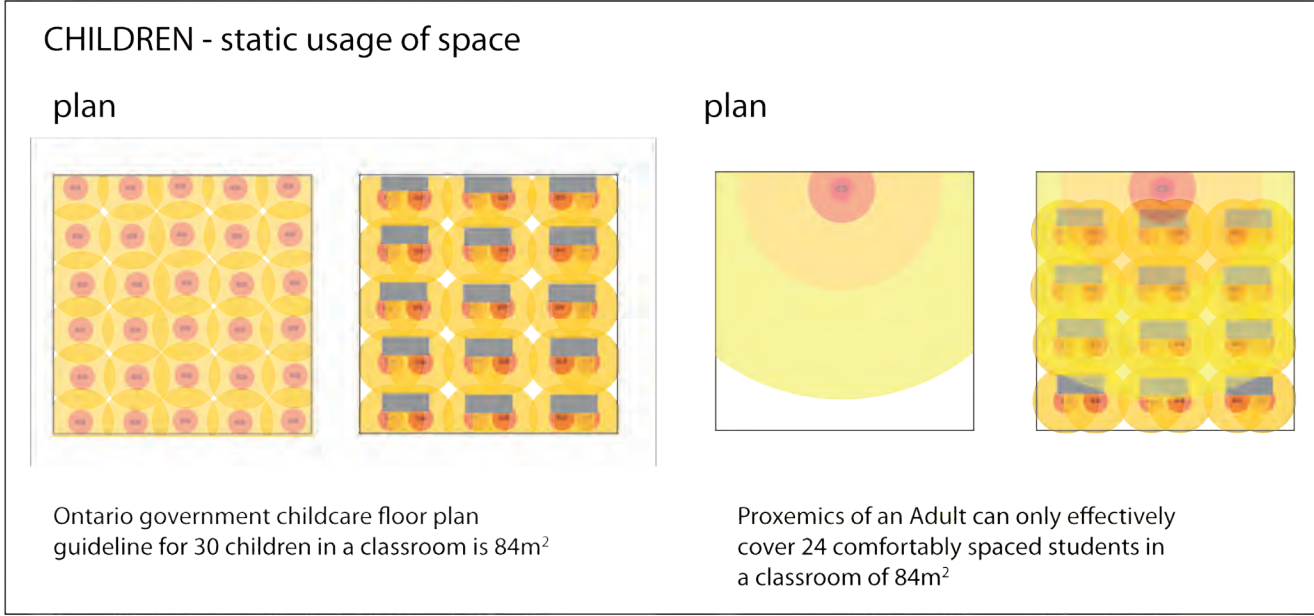 CHILDREN - static usage of space
plan
plan
Ontario government childcare floor plan
guideline for 30 children in a classroom is 84m²
Proxemics of an Adult can only effectively
cover 24 comfortably spaced students in
a classroom of 84m²